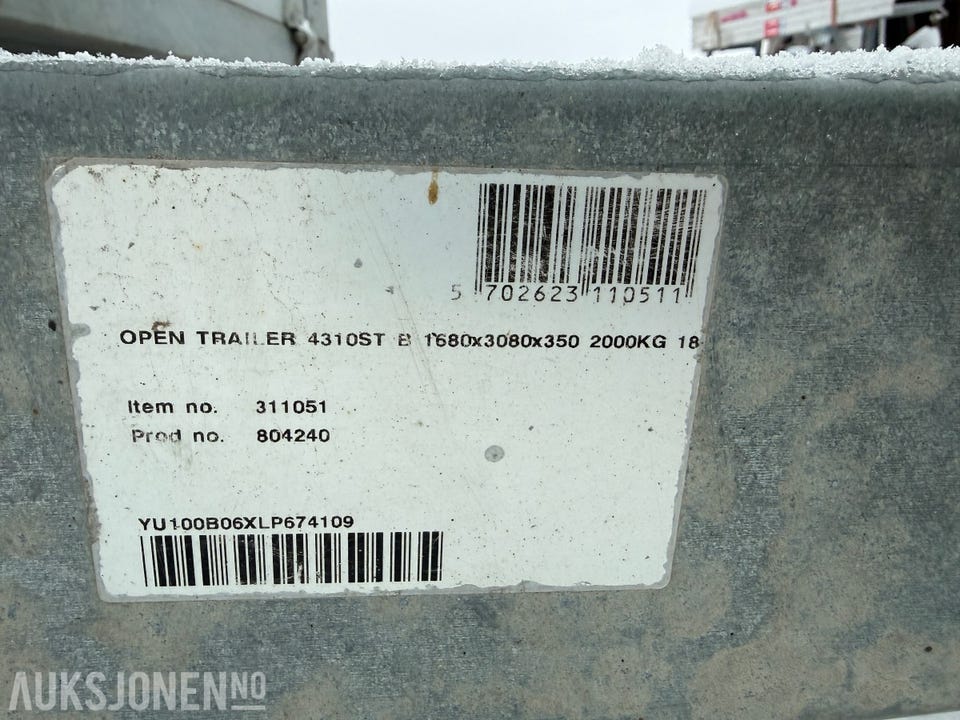 5 702623 110511
OPEN TRAILER 4310ST B 1680x3080x350 2000KG 18
Item no. 311051
Prod no. 804240
YU100B06XLP674109
AUKSJONEN NO